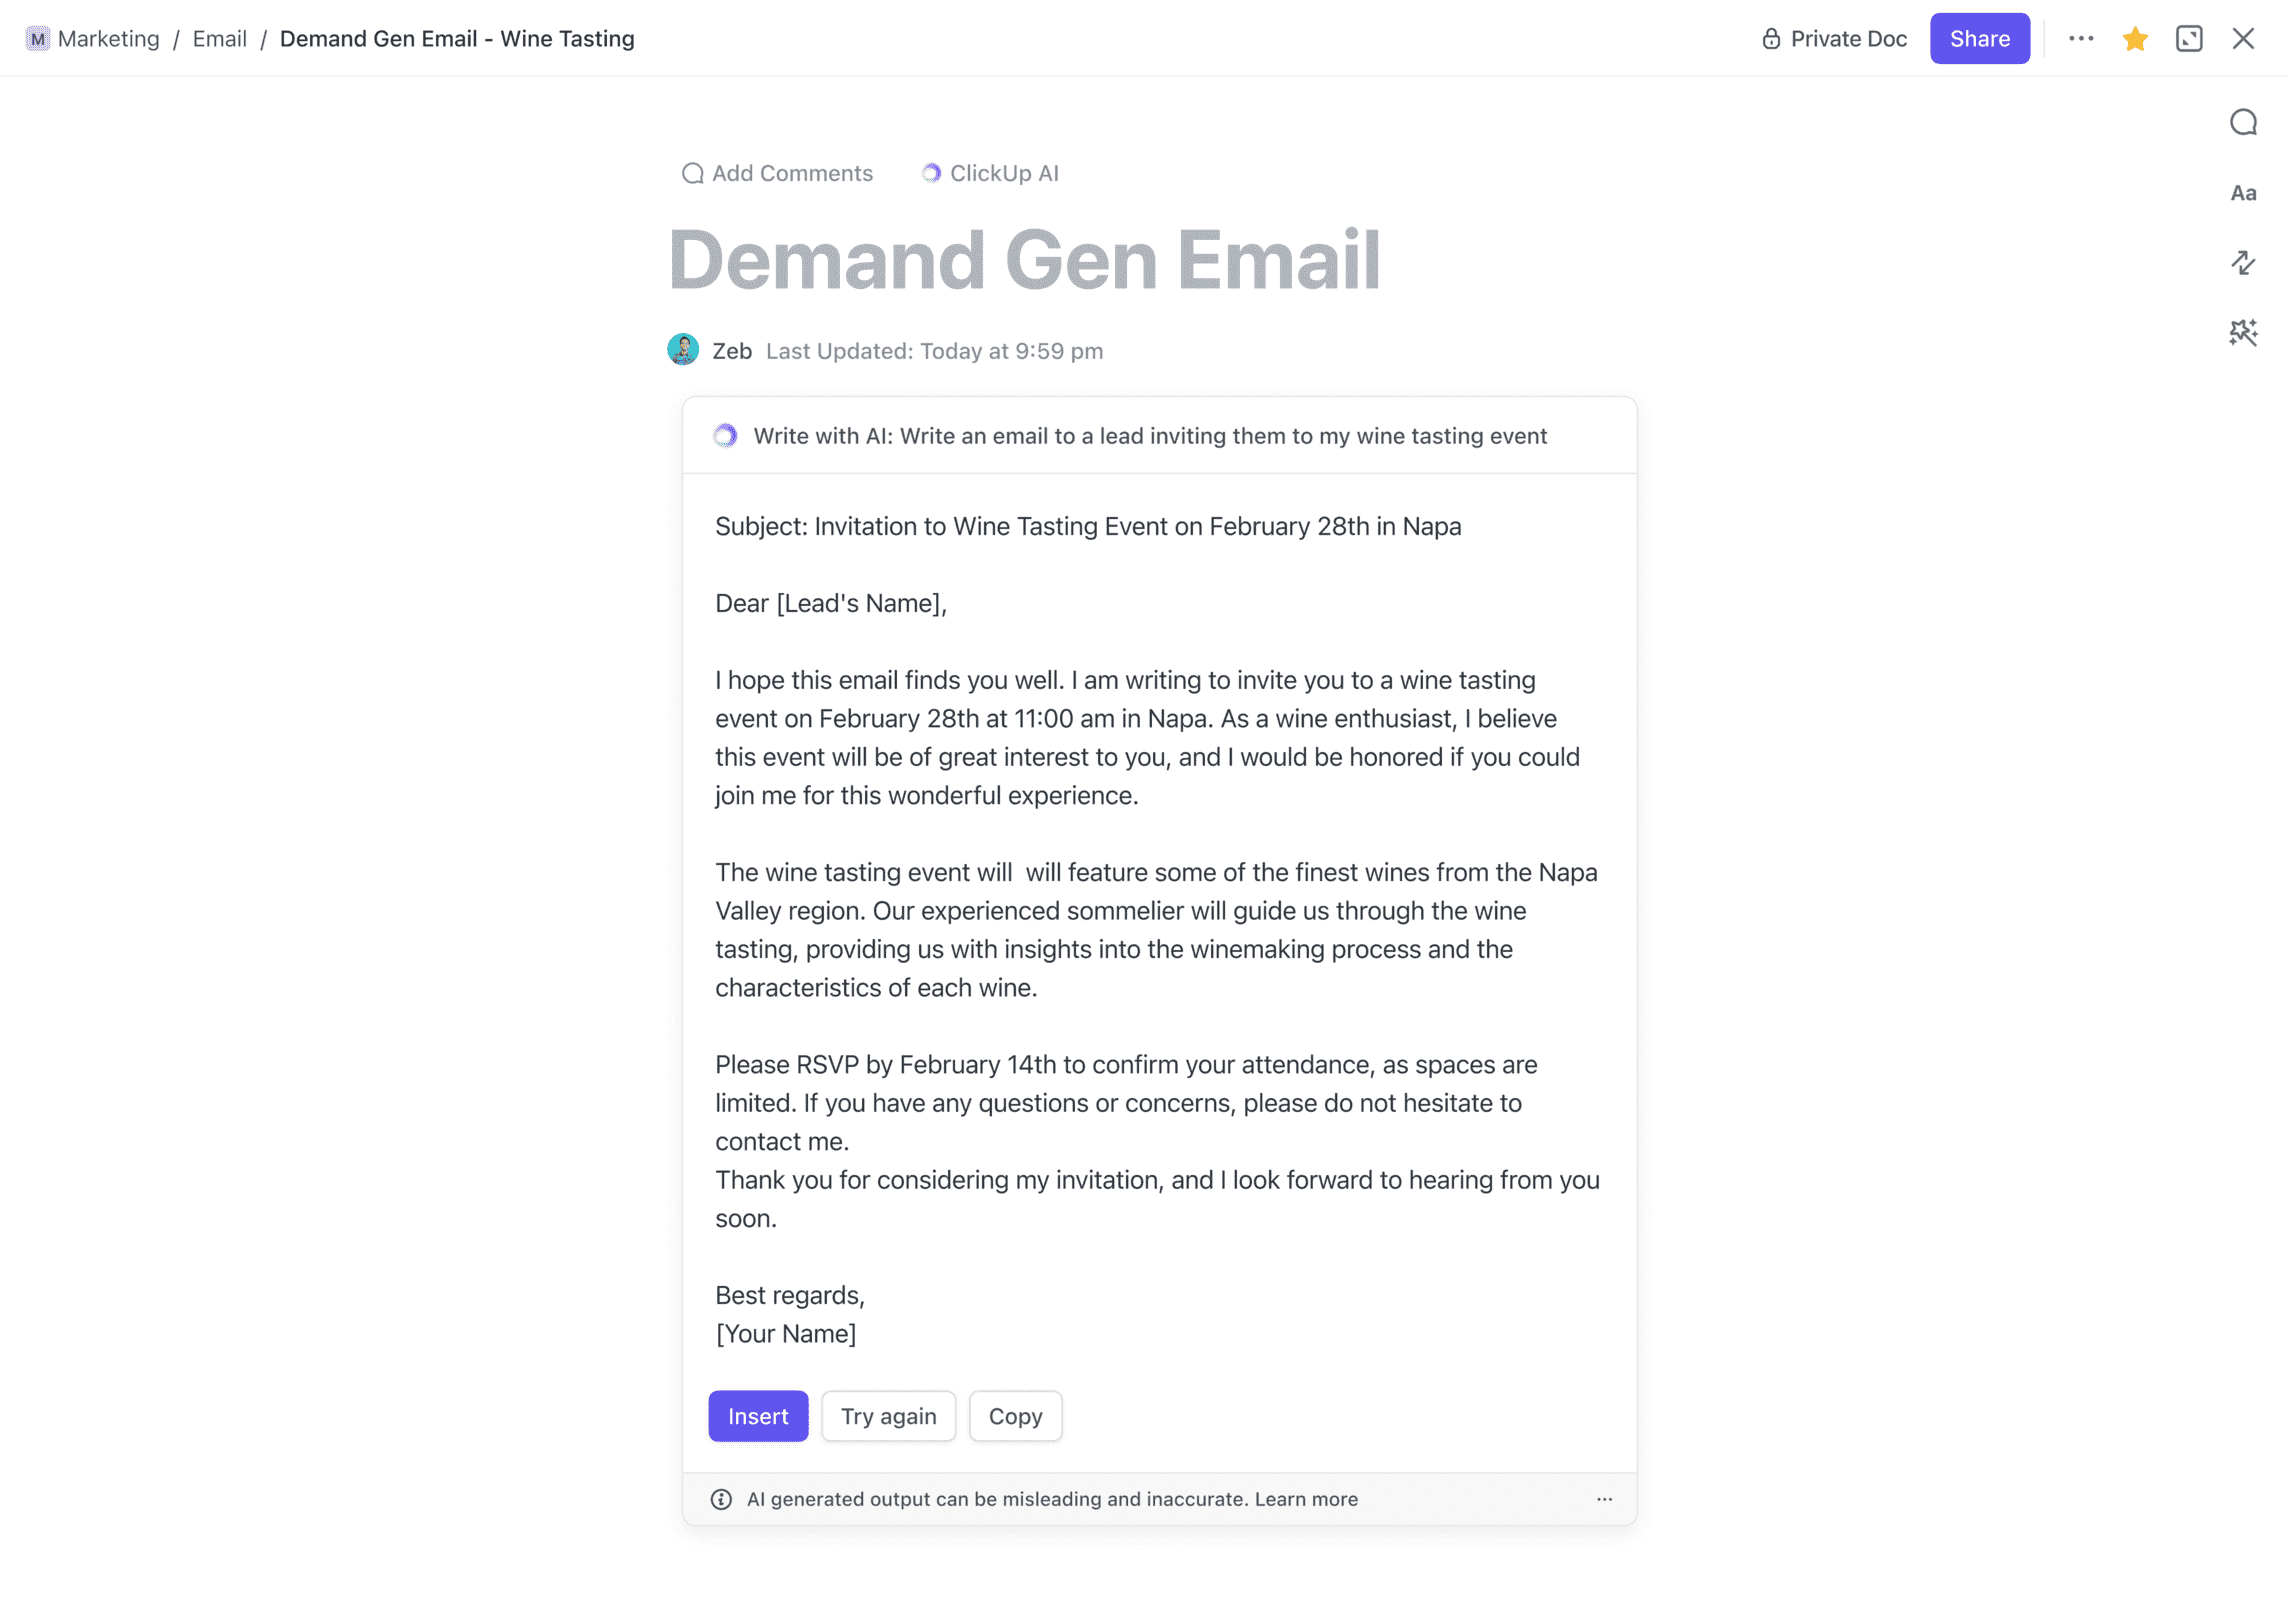 M Marketing / Email / Demand Gen Email - Wine Tasting
Private Doc Share
Aa
Add Comments ClickUp AI
Demand Gen Email
Zeb Last Updated: Today at 9:59 pm
Write with AI: Write an email to a lead inviting them to my wine tasting event
Subject: Invitation to Wine Tasting Event on February 28th in Napa
Dear [Lead's Name],
I hope this email finds you well. I am writing to invite you to a wine tasting
event on February 28th at 11:00 am in Napa. As a wine enthusiast, I believe
this event will be of great interest to you, and I would be honored if you could
join me for this wonderful experience.
The wine tasting event will  will feature some of the finest wines from the Napa
Valley region. Our experienced sommelier will guide us through the wine
tasting, providing us with insights into the winemaking process and the
characteristics of each wine.
Please RSVP by February 14th to confirm your attendance, as spaces are
limited. If you have any questions or concerns, please do not hesitate to
contact me.
Thank you for considering my invitation, and I look forward to hearing from you
soon.
Best regards,
[Your Name]
Insert Try again Copy
AI generated output can be misleading and inaccurate. Learn more